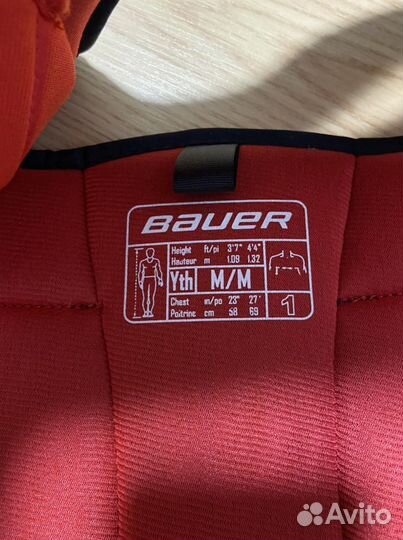 BAUER
Height ft/pi 3'7" 4'4"
Hauteur m 1.09 1.32
Yth M/M
Chest m/po 23" 27'
Poitrine cm 58 69
1
Avito